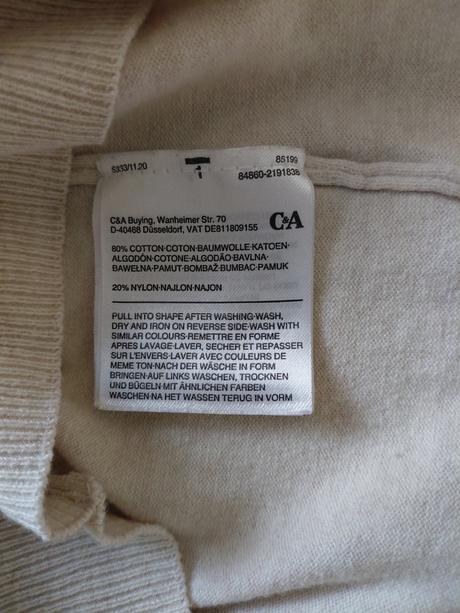 S333/11.20
85199
84860-2191838
C&A Buying, Wanheimer Str. 70
D-40468 Düsseldorf, VAT DE811809155
C&A
80% COTTON·COTON·BAUMWOLLE·KATOEN·
ALGODÓN·COTONE·ALGODÃO·BAVLNA·
BAWEŁNA·PAMUT·BOMBAŽ·BUMBAC·PAMUK
20% NYLON·NAJLON·NAJON
PULL INTO SHAPE AFTER WASHING·WASH,
DRY AND IRON ON REVERSE SIDE·WASH WITH
SIMILAR COLOURS·REMETTRE EN FORME
APRES LAVAGE·LAVER, SECHER ET REPASSER
SUR L'ENVERS·LAVER AVEC COULEURS DE
MEME TON·NACH DER WÄSCHE IN FORM
BRINGEN·AUF LINKS WASCHEN, TROCKNEN
UND BÜGELN·MIT ÄHNLICHEN FARBEN
WASCHEN·NA HET WASSEN TERUG IN VORM